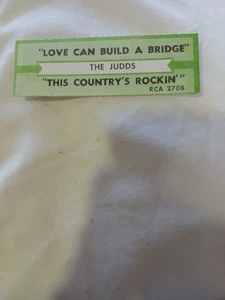 "LOVE CAN BUILD A BRIDGE"
THE JUDDS
"THIS COUNTRY'S ROCKIN'"
RCA 2708